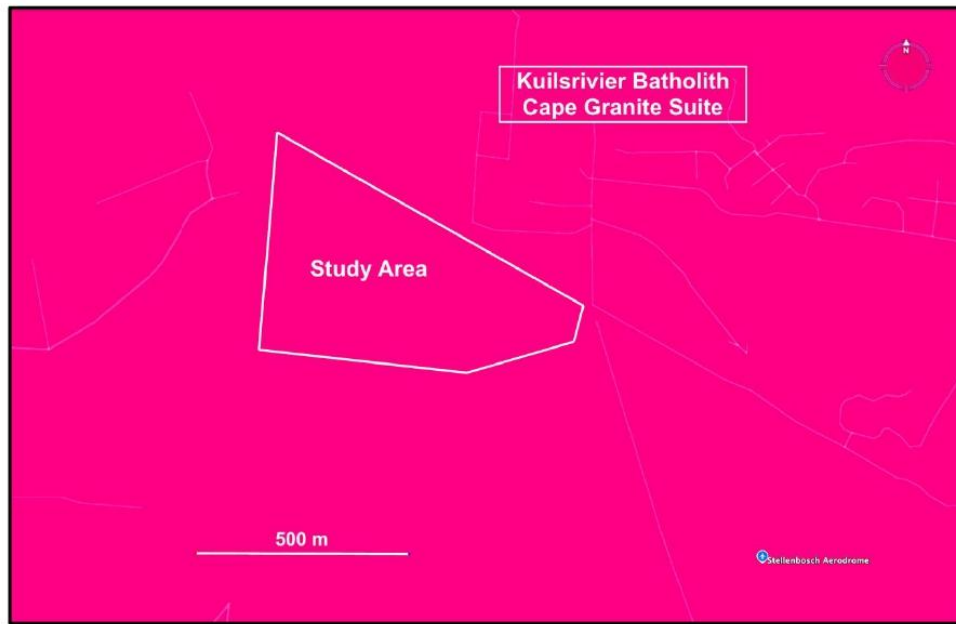 N
Kuilsrivier Batholith
Cape Granite Suite
Study Area
500 m
Stellenbosch Aerodrome